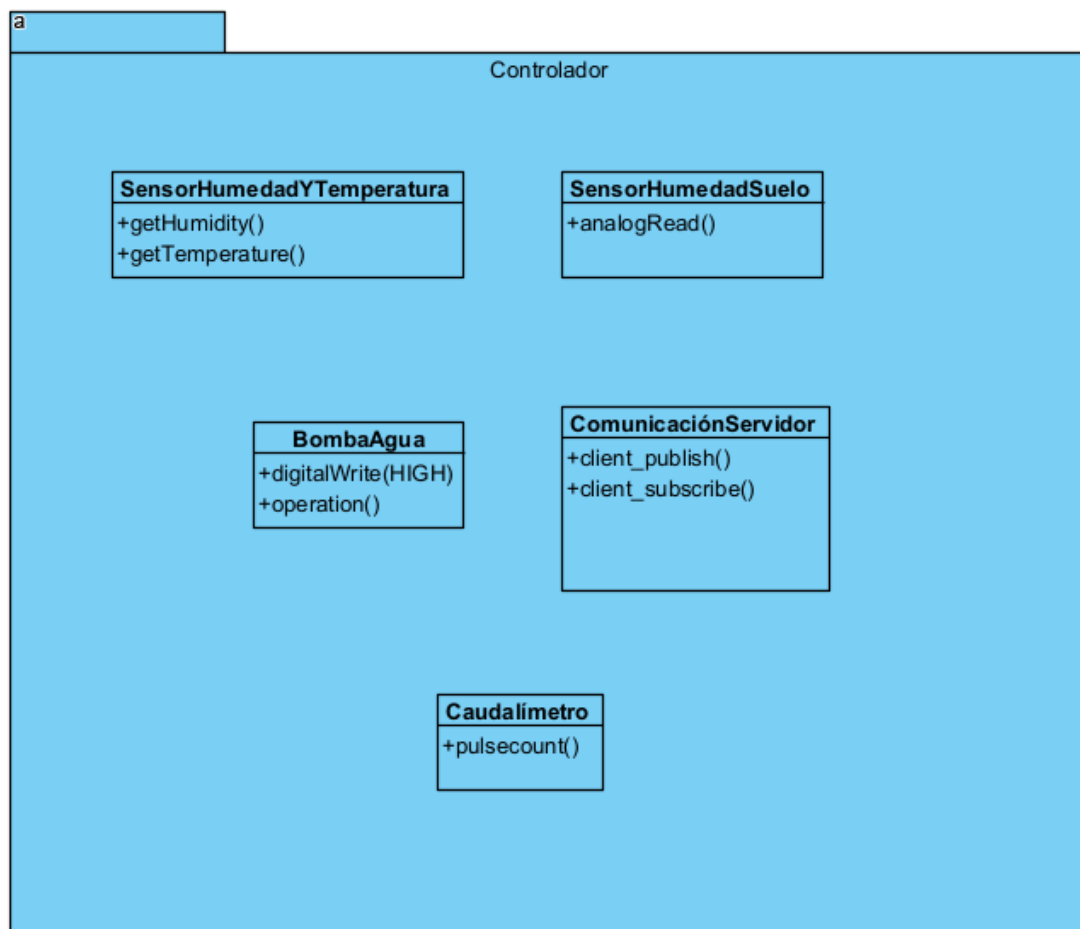 a
Controlador
SensorHumedadYTemperatura
+getHumidity()
+getTemperature()
SensorHumedadSuelo
+analogRead()
BombaAgua
+digitalWrite(HIGH)
+operation()
ComunicaciónServidor
+client_publish()
+client_subscribe()
Caudalímetro
+pulsecount()